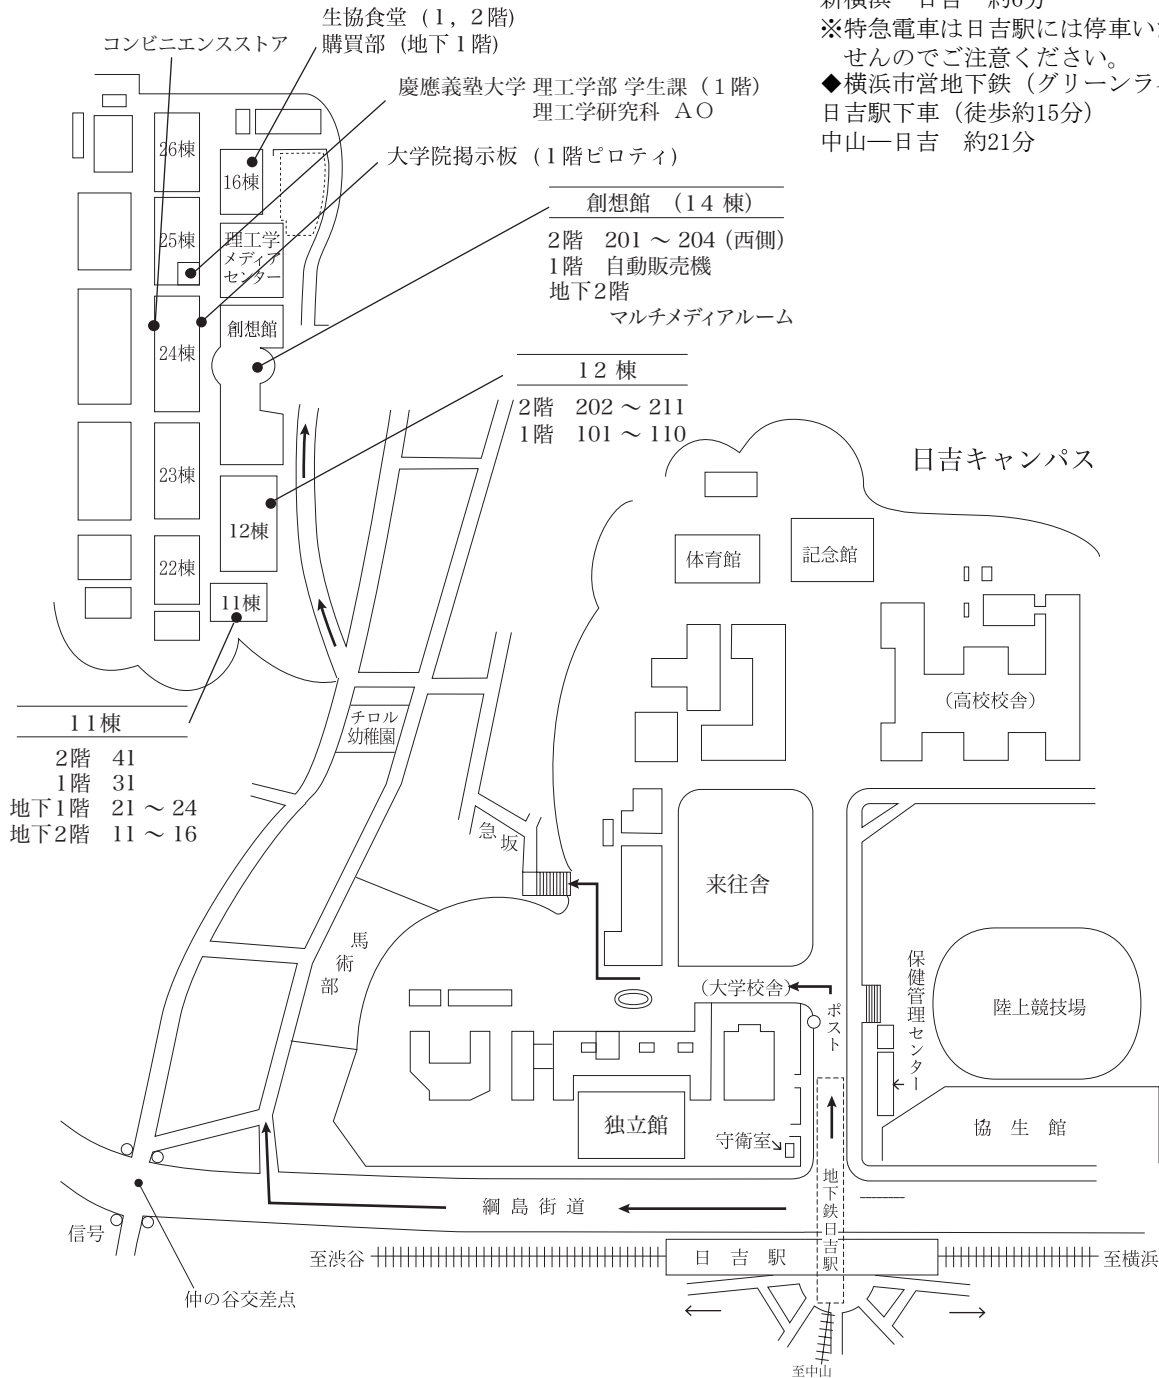 生協食堂 (1, 2階)
購買部 (地下1階)
コンビニエンスストア
慶應義塾大学 理工学部 学生課 (1階)
理工学研究科 AO
大学院掲示板 (1階ピロティ)
※特急電車は日吉駅には停車い
せんのでご注意ください。
◆横浜市営地下鉄 (グリーンラ
日吉駅下車 (徒歩約15分)
中山―日吉 約21分
創想館 (14 棟)
2階 201 ～ 204 (西側)
1階 自動販売機
地下2階
マルチメディアルーム
12 棟
2階 202 ～ 211
1階 101 ～ 110
26棟
16棟
25棟
理工学
メディア
センター
創想館
24棟
23棟
12棟
22棟
11棟
11棟
2階 41
1階 31
地下1階 21 ～ 24
地下2階 11 ～ 16
日吉キャンパス
体育館
記念館
(高校校舎)
チロル
幼稚園
急坂
来往舎
馬術部
(大学校舎)
ポスト
保健管理センター
陸上競技場
独立館
守衛室
協生館
地下鉄日吉駅
綱島街道
信号
至渋谷
日吉駅
至横浜
仲の谷交差点
至中山